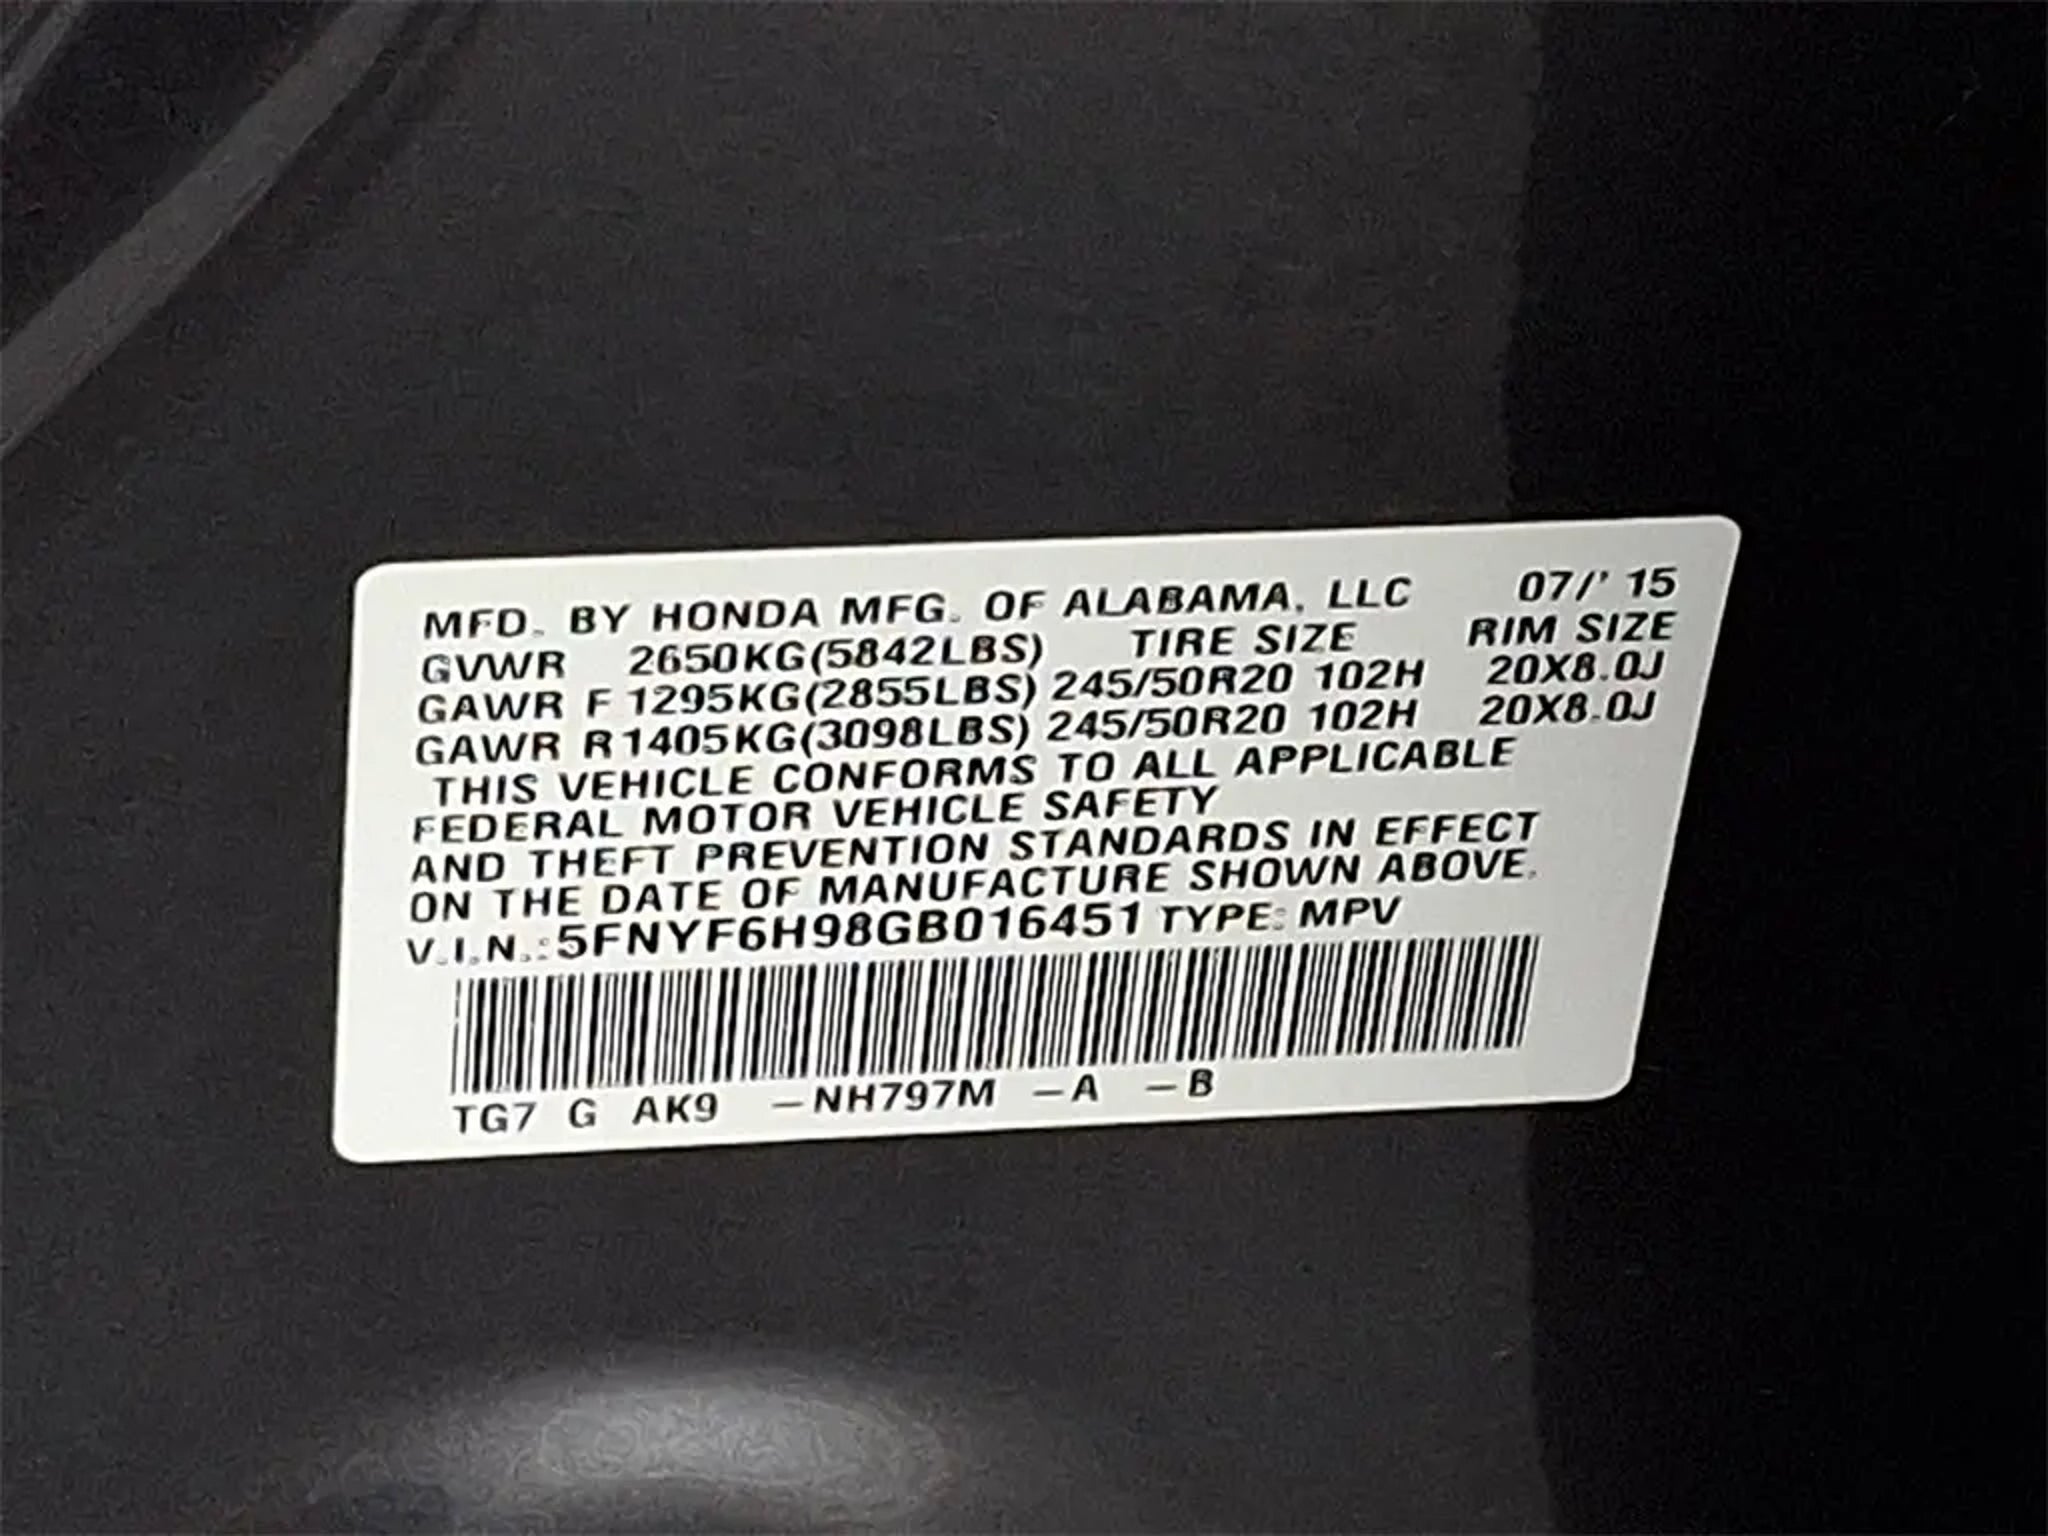 MFD. BY HONDA MFG. OF ALABAMA, LLC 07/' 15
GVWR 2650KG(5842LBS) TIRE SIZE RIM SIZE
GAWR F 1295KG(2855LBS) 245/50R20 102H 20X8.0J
GAWR R 1405KG(3098LBS) 245/50R20 102H 20X8.0J
THIS VEHICLE CONFORMS TO ALL APPLICABLE
FEDERAL MOTOR VEHICLE SAFETY
AND THEFT PREVENTION STANDARDS IN EFFECT
ON THE DATE OF MANUFACTURE SHOWN ABOVE.
V.I.N.: 5FNYF6H98GB016451 TYPE: MPV
TG7 G AK9 -NH797M -A -B